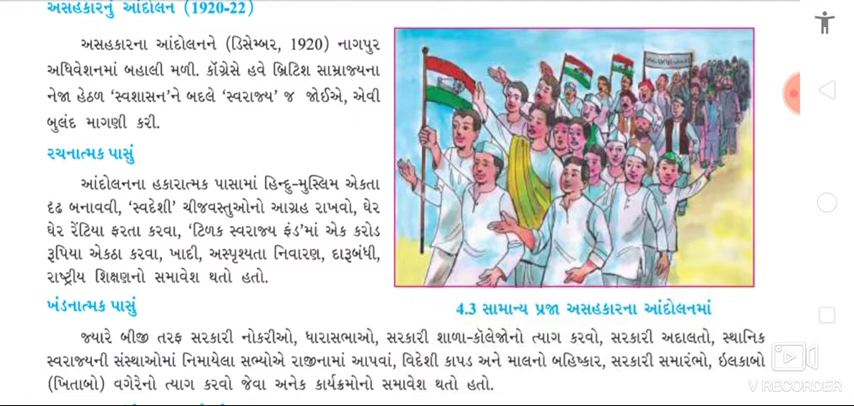 અસહકારનું આંદોલન (1920-22)
અસહકારના આંદોલનને (ડિસેમ્બર, 1920) નાગપુર
અધિવેશનમાં બહાલી મળી. કૉંગ્રેસે હવે બ્રિટિશ સામ્રાજ્યના
નેજા હેઠળ ‘સ્વશાસન’ને બદલે ‘સ્વરાજ્ય’ જ જોઈએ, એવી
બુલંદ માગણી કરી.
રચનાત્મક પાસું
આંદોલનના હકારાત્મક પાસામાં હિન્દુ-મુસ્લિમ એકતા
દૃઢ બનાવવી, ‘સ્વદેશી’ ચીજવસ્તુઓનો આગ્રહ રાખવો, ઘેર
ઘેર રેંટિયા ફરતા કરવા, ‘ટિળક સ્વરાજ્ય ફંડ’માં એક કરોડ
રૂપિયા એકઠા કરવા, ખાદી, અસ્પૃશ્યતા નિવારણ, દારૂબંધી,
રાષ્ટ્રીય શિક્ષણનો સમાવેશ થતો હતો.
ખંડનાત્મક પાસું
4.3 સામાન્ય પ્રજા અસહકારના આંદોલનમાં
જ્યારે બીજી તરફ સરકારી નોકરીઓ, ધારાસભાઓ, સરકારી શાળા-કૉલેજોનો ત્યાગ કરવો, સરકારી અદાલતો, સ્થાનિક
સ્વરાજ્યની સંસ્થાઓમાં નિમાયેલા સભ્યોએ રાજીનામાં આપવાં, વિદેશી કાપડ અને માલનો બહિષ્કાર, સરકારી સમારંભો, ઇલકાબો
(ખિતાબો) વગેરેનો ત્યાગ કરવો જેવા અનેક કાર્યક્રમોનો સમાવેશ થતો હતો.
V RECORDER